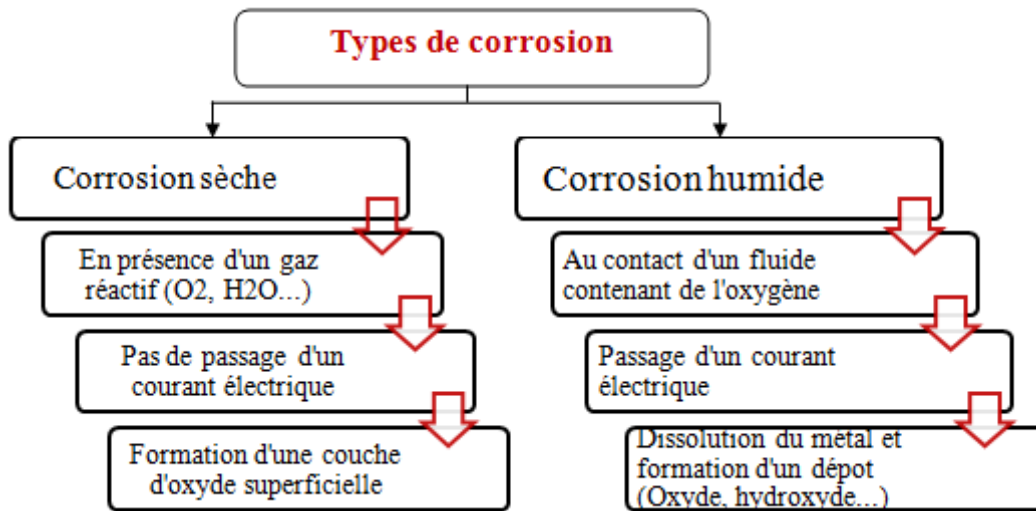 Types de corrosion
Corrosion sèche
En présence d'un gaz
réactif (O2, H2O...)
Pas de passage d'un
courant électrique
Formation d'une couche
d'oxyde superficielle
Corrosion humide
Au contact d'un fluide
contenant de l'oxygène
Passage d'un courant
électrique
Dissolution du métal et
formation d'un dépot
(Oxyde, hydroxyde...)